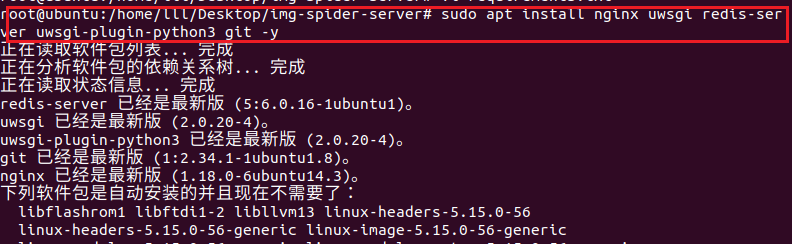 root@ubuntu:/home/lll/Desktop/img-spider-server# sudo apt install nginx uwsgi redis-ser
ver uwsgi-plugin-python3 git -y
正在读取软件包列表... 完成
正在分析软件包的依赖关系树... 完成
正在读取状态信息... 完成
redis-server 已经是最新版 (5:6.0.16-1ubuntu1)。
uwsgi 已经是最新版 (2.0.20-4)。
uwsgi-plugin-python3 已经是最新版 (2.0.20-4)。
git 已经是最新版 (1:2.34.1-1ubuntu1.8)。
nginx 已经是最新版 (1.18.0-6ubuntu14.3)。
下列软件包是自动安装的并且现在不需要了：
libflashrom1 libftdi1-2 libllvm13 linux-headers-5.15.0-56
linux-headers-5.15.0-56-generic linux-image-5.15.0-56-generic